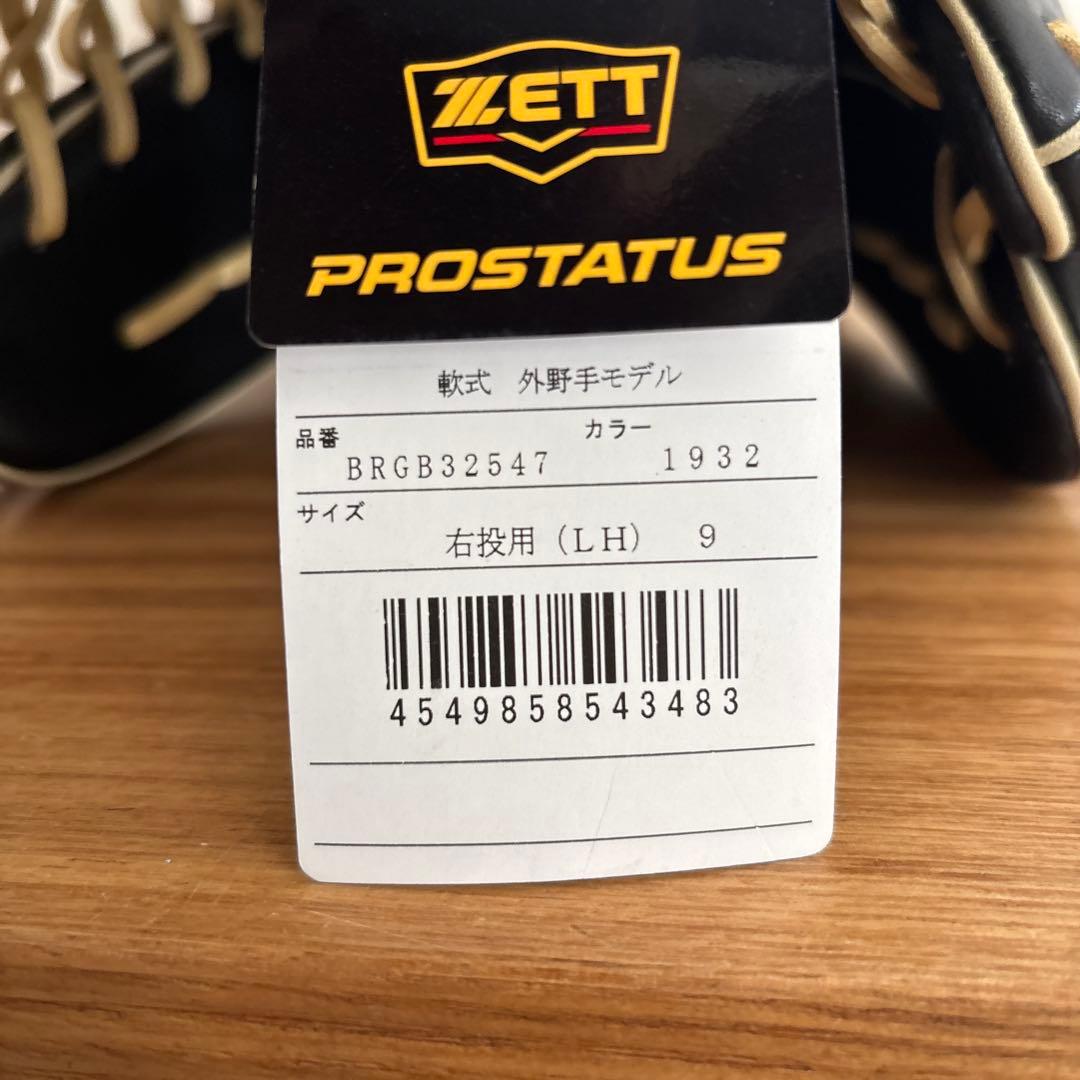 ZETT
PROSTATUS
軟式 外野手モデル
品番 カラー
BRGB32547 1932
サイズ
右投用(LH) 9
4549858543483